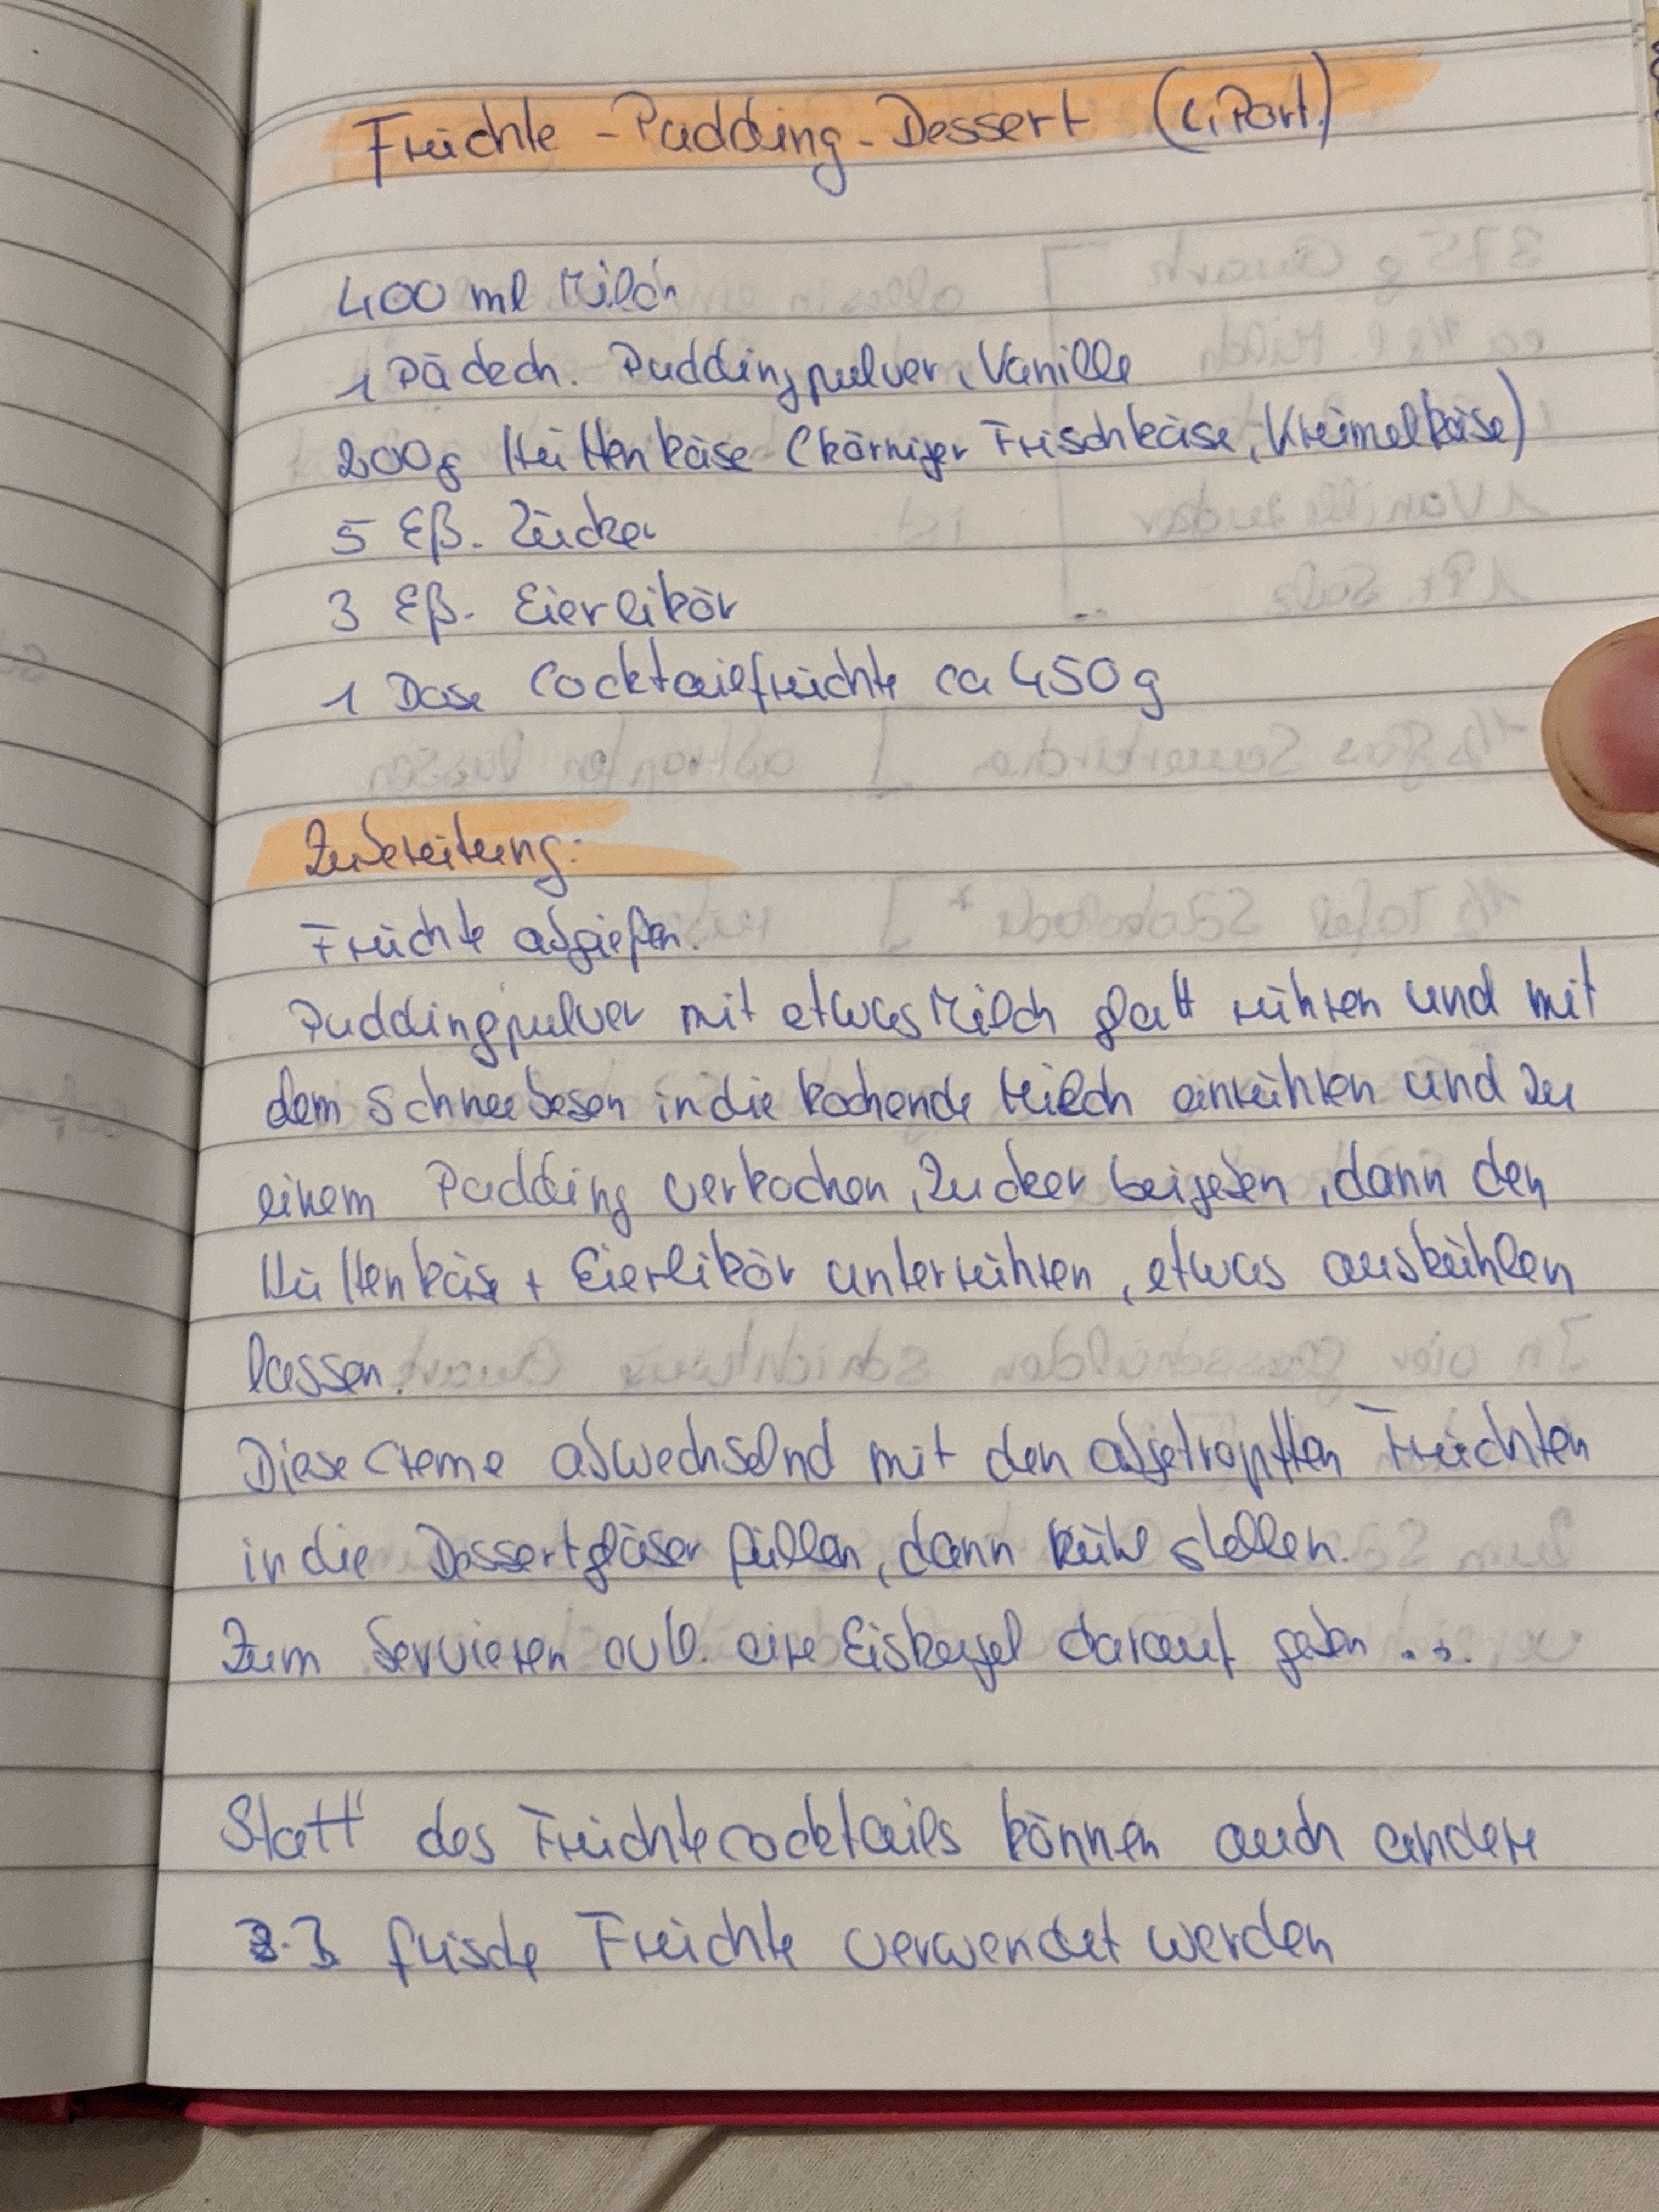 Früchte-Pudding-Dessert (4 Port.)
400 ml Milch
1 Päckch. Puddingpulver, Vanille
200g Hüttenkäse (körniger Frischkäse, Krümelkäse)
5 Eß. Zucker
3 Eß. Eierlikör
1 Dose Cocktailfrüchte ca 450g
Zubereitung:
Früchte abgießen.
Puddingpulver mit etwas Milch glatt rühren und mit
dem Schneebesen in die kochende Milch einrühren und zu
einem Pudding verkochen, Zucker beigeben, dann den
Hüttenkäse + Eierlikör unterrühren, etwas auskühlen
lassen.
Diese Creme abwechselnd mit den abgetropften Früchten
in die Dessertgläser füllen, dann kühl stellen.
Zum Servieren evtl. eine Eiskugel darauf geben ...
Statt des Früchtecocktails können auch andere
frische Früchte verwendet werden